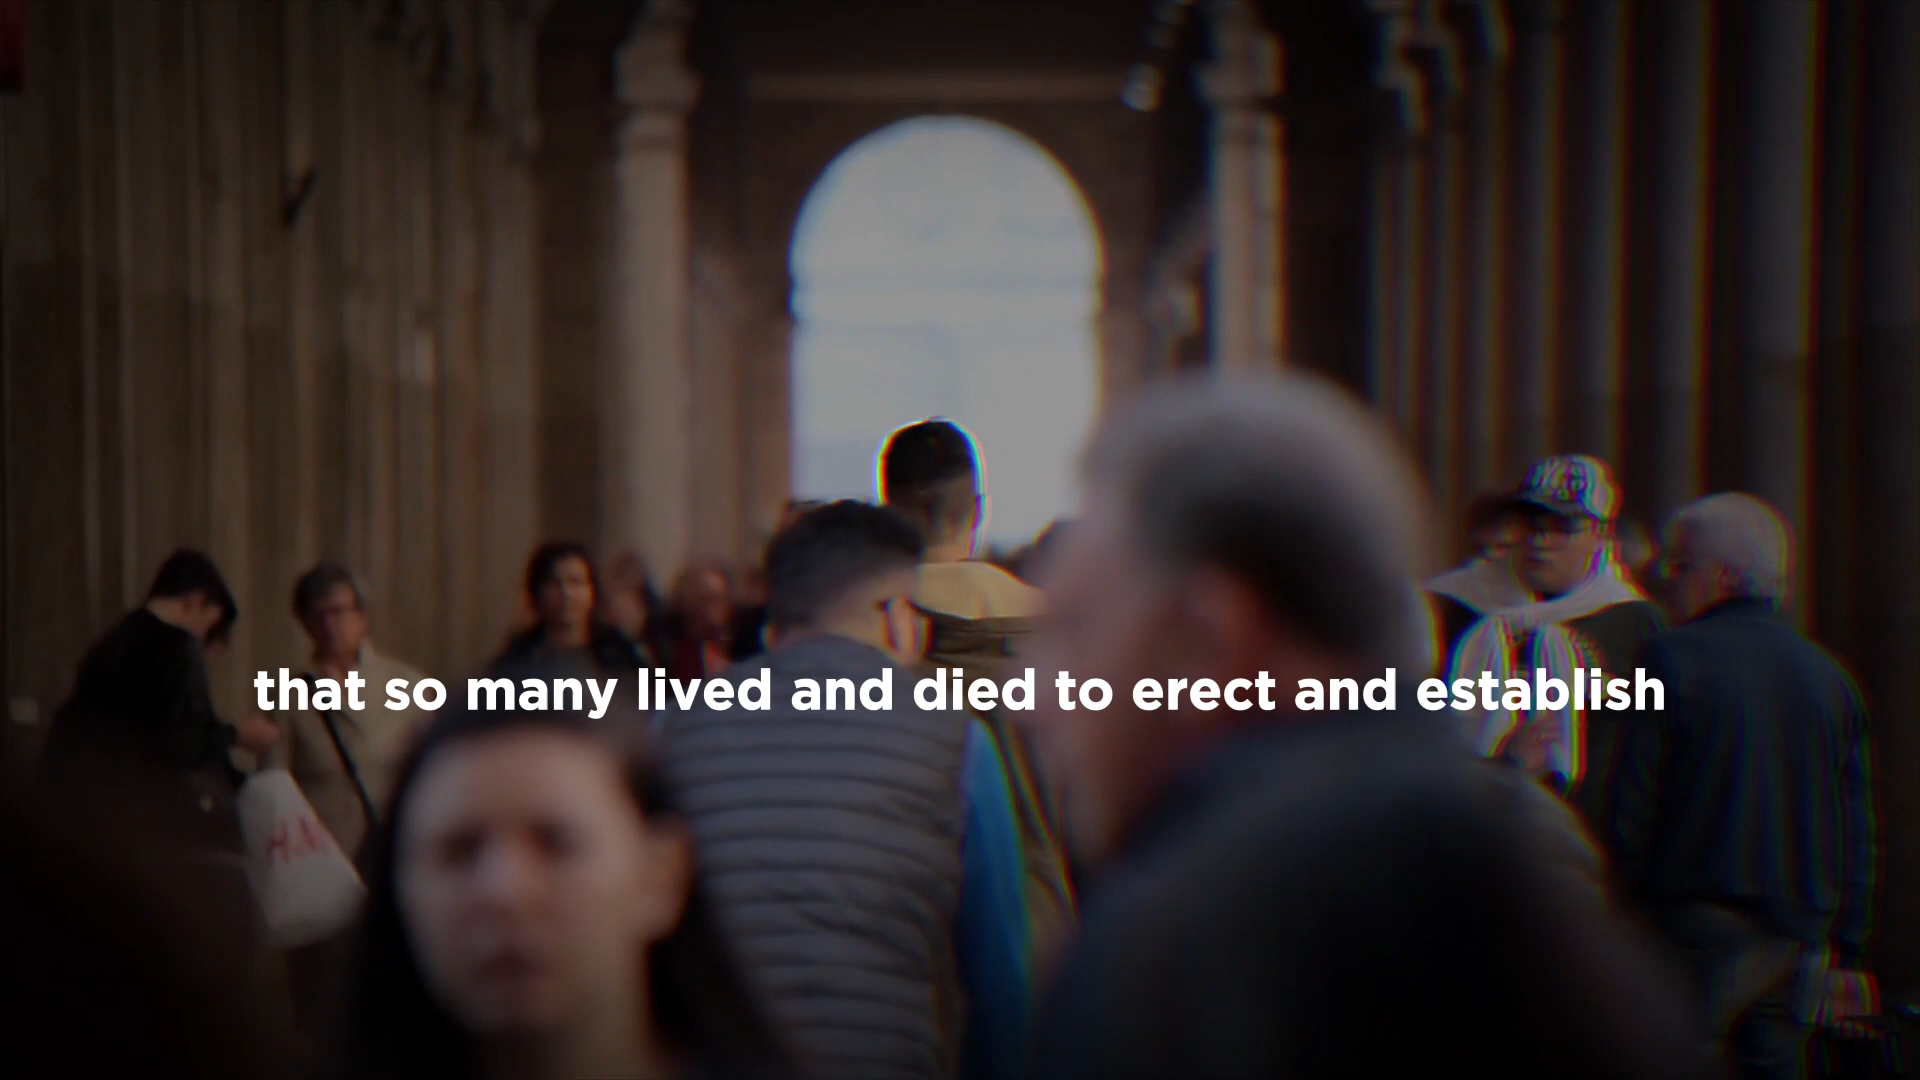 that so many lived and died to erect and establish